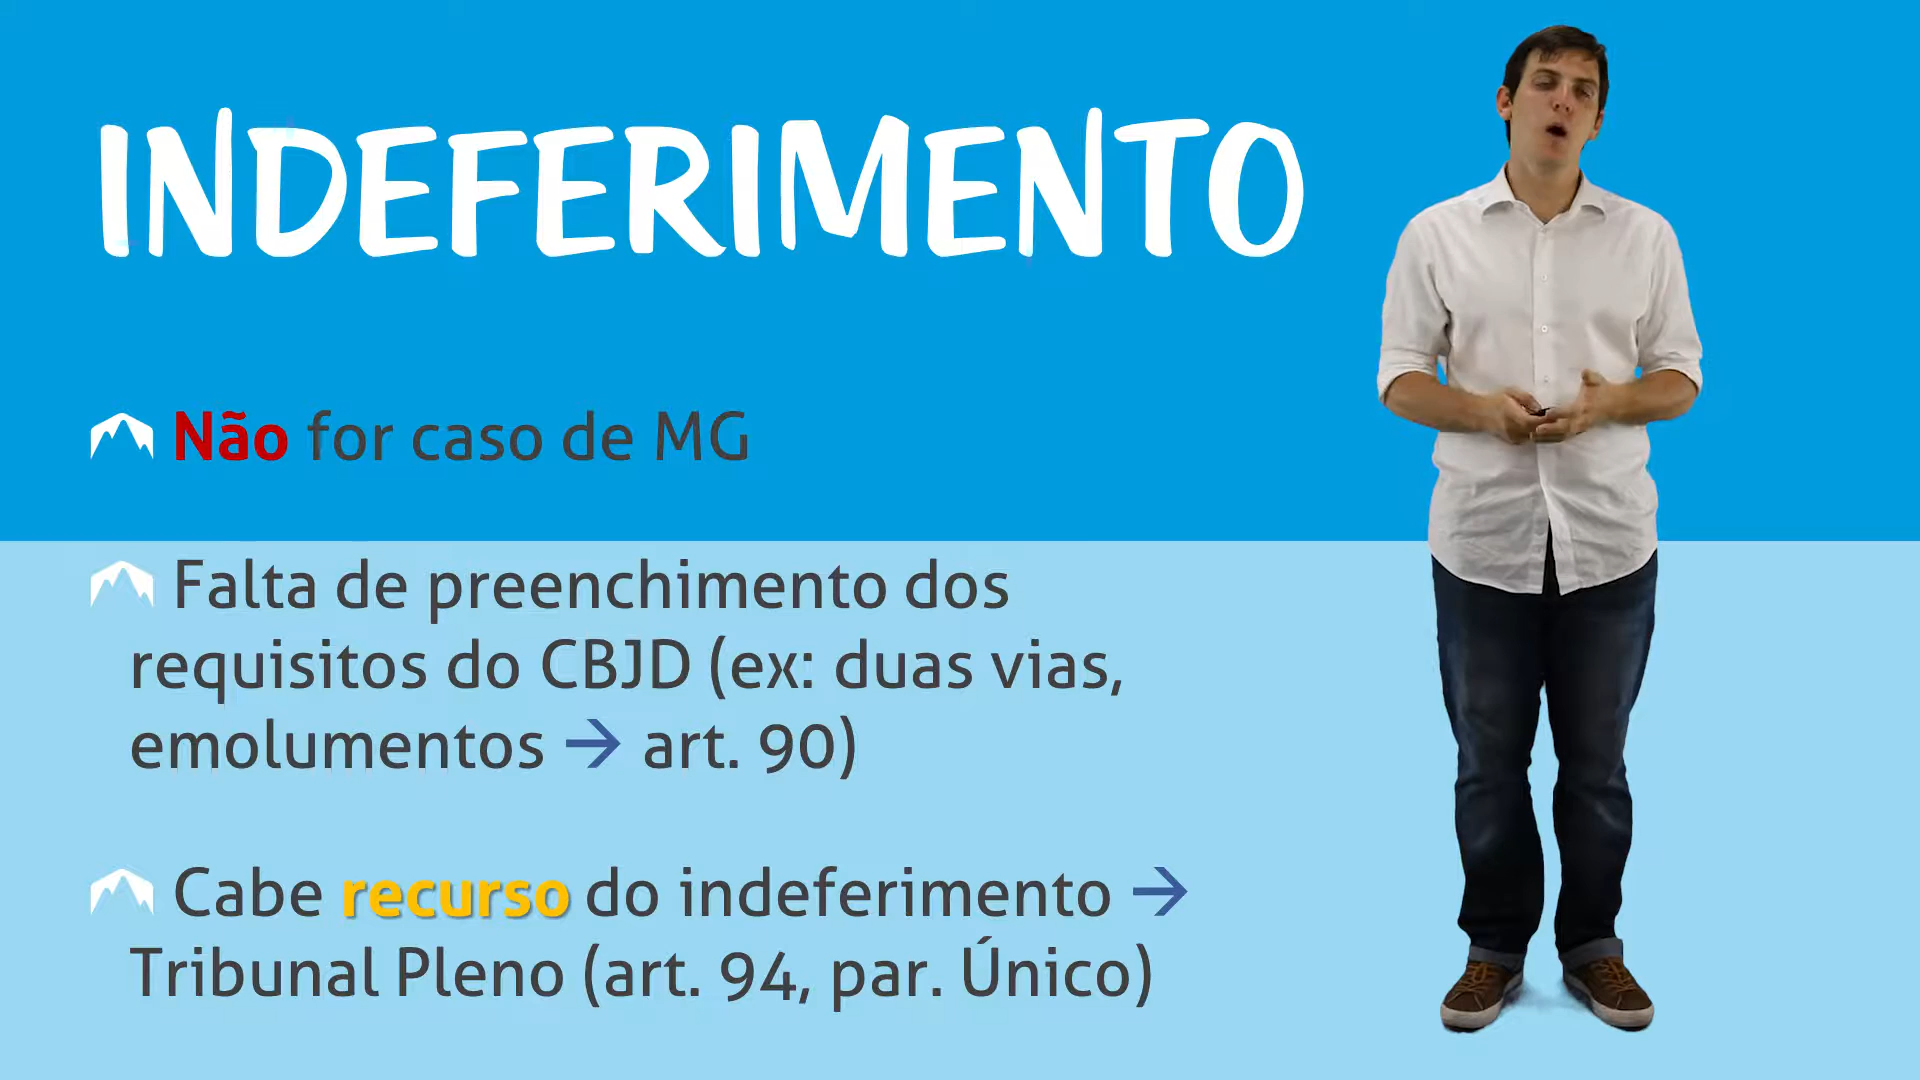 INDEFERIMENTO
Não for caso de MG
Falta de preenchimento dos
requisitos do CBJD (ex: duas vias,
emolumentos → art. 90)
Cabe recurso do indeferimento →
Tribunal Pleno (art. 94, par. Único)